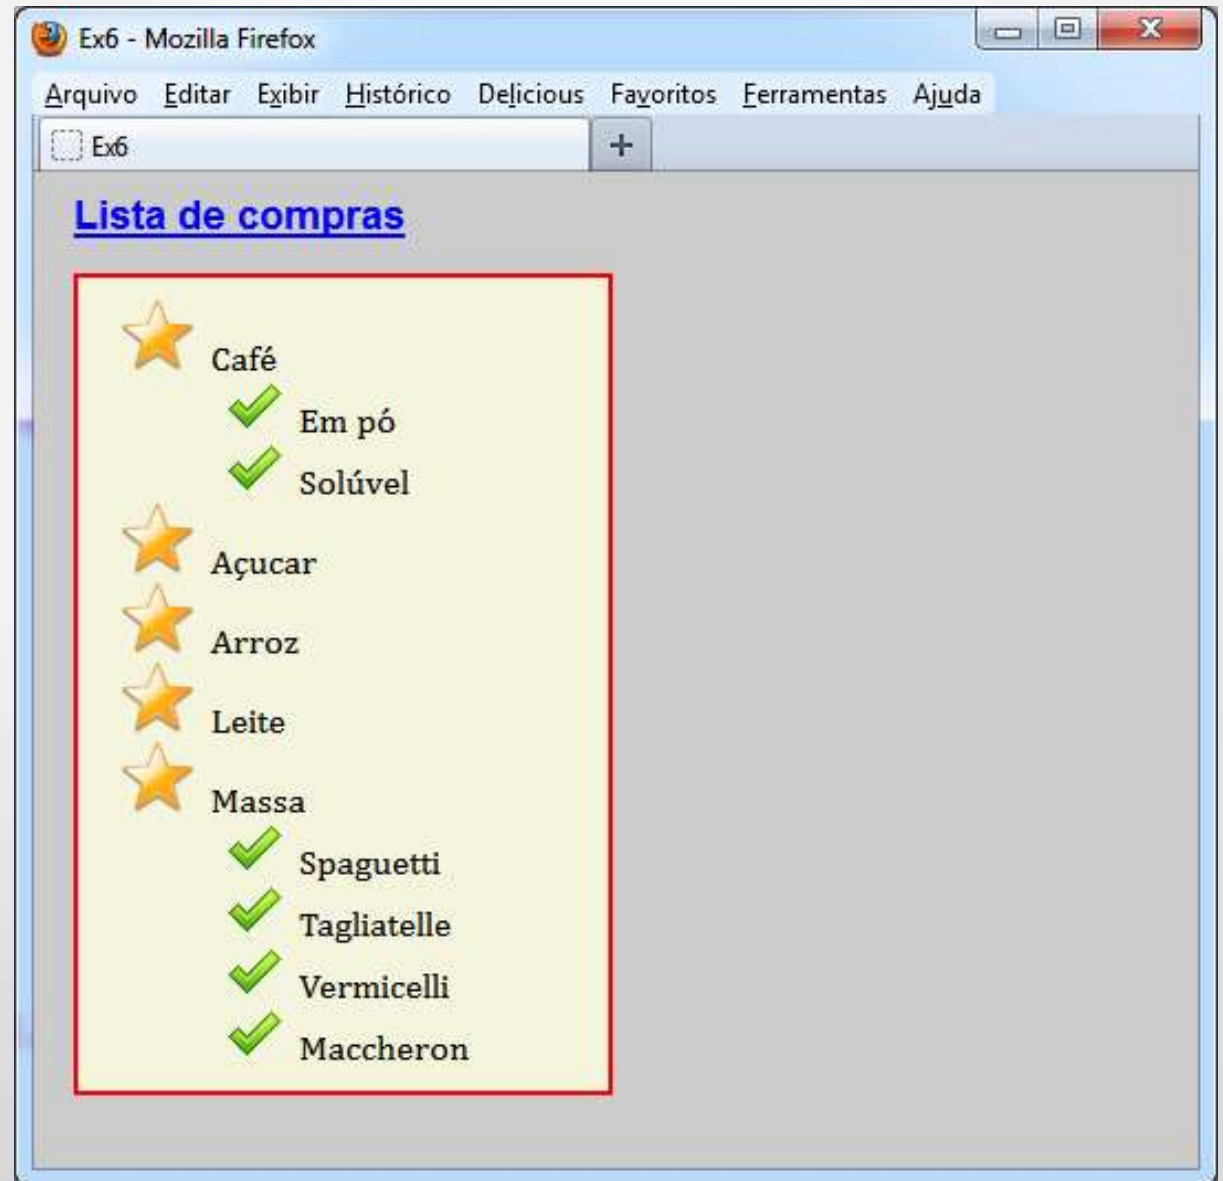 Ex6 - Mozilla Firefox
Arquivo Editar Exibir Histórico Delicious Favoritos Ferramentas Ajuda
Ex6
Lista de compras
Café
Em pó
Solúvel
Açucar
Arroz
Leite
Massa
Spaguetti
Tagliatelle
Vermicelli
Maccheron